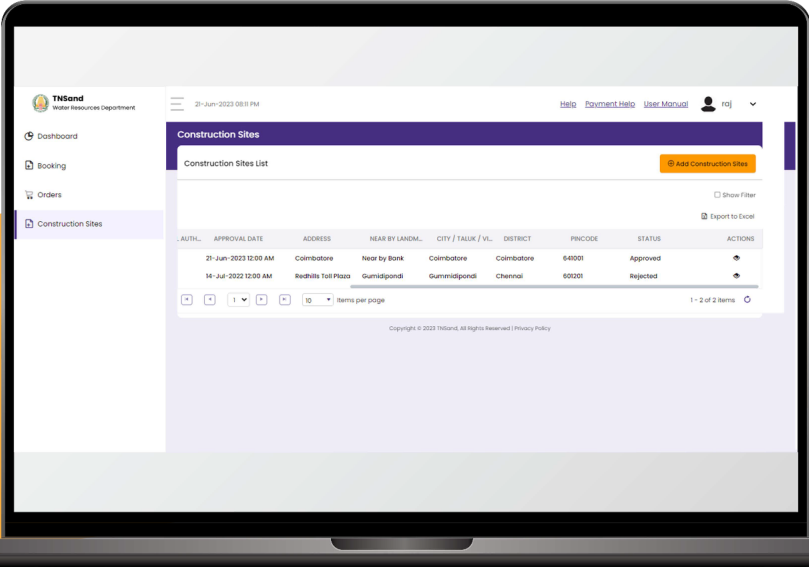 TNSand
Water Resources Department
21-Jun-2023 08:11 PM
Help Payment Help User Manual raj
Dashboard
Booking
Orders
Construction Sites
Construction Sites
Construction Sites List
Add Construction Sites
Show Filter
Export to Excel
. AUTH... APPROVAL DATE ADDRESS NEAR BY LANDM... CITY / TALUK / VI... DISTRICT PINCODE STATUS ACTIONS
21-Jun-2023 12:00 AM Coimbatore Near by Bank Coimbatore Coimbatore 641001 Approved
14-Jul-2022 12:00 AM Redhills Toll Plaza Gumidipondi Gummidipondi Chennai 601201 Rejected
1 10 items per page 1 - 2 of 2 items
Copyright © 2023 TNSand, All Rights Reserved | Privacy Policy